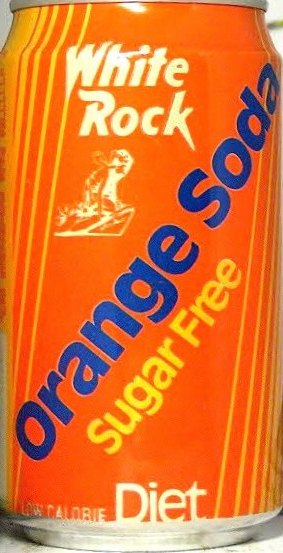 White
Rock
Orange Soda
Sugar Free
LOW CALORIE Diet